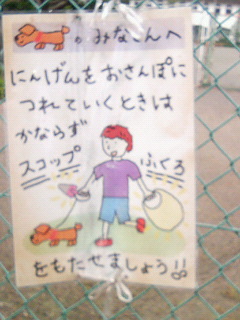 のみなさんへ
にんげんをおさんぽに
つれていくときは
かならず
スコップ
ふくろ
をもたせましょう!!